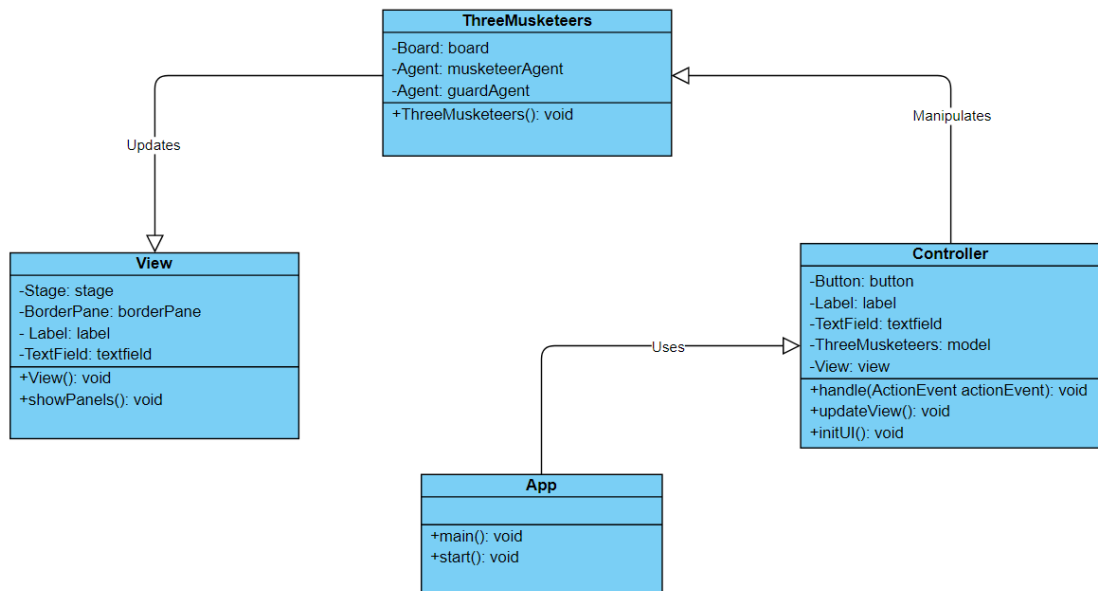 ThreeMusketeers
-Board: board
-Agent: musketeerAgent
-Agent: guardAgent
+ThreeMusketeers(): void
Updates
Manipulates
View
-Stage: stage
-BorderPane: borderPane
- Label: label
-TextField: textfield
+View(): void
+showPanels(): void
Controller
-Button: button
-Label: label
-TextField: textfield
-ThreeMusketeers: model
-View: view
+handle(ActionEvent actionEvent): void
+updateView(): void
+initUI(): void
Uses
App
+main(): void
+start(): void